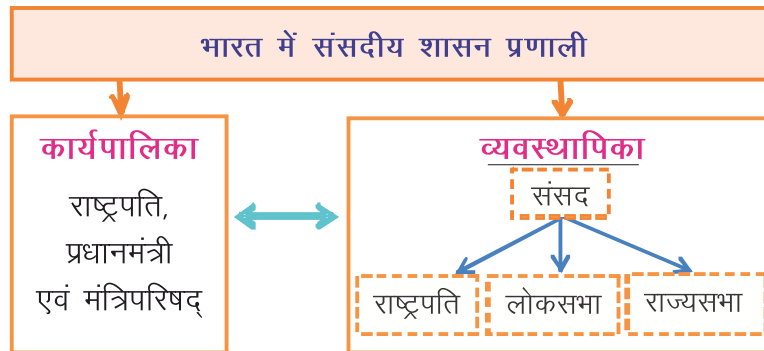 भारत में संसदीय शासन प्रणाली
कार्यपालिका
राष्ट्रपति,
प्रधानमंत्री
एवं मंत्रिपरिषद्
व्यवस्थापिका
संसद
राष्ट्रपति
लोकसभा
राज्यसभा